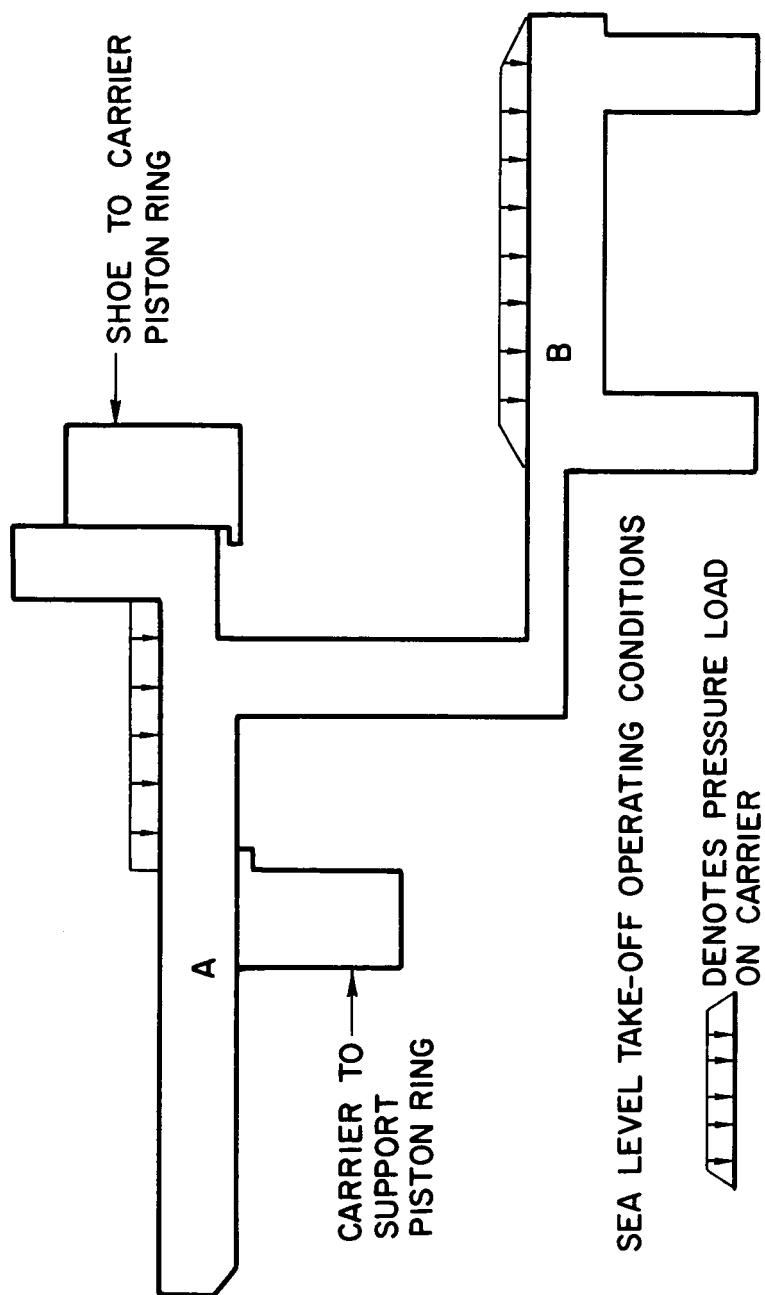 SHOE TO CARRIER
PISTON RING
A
B
CARRIER TO
SUPPORT
PISTON RING
SEA LEVEL TAKE-OFF OPERATING CONDITIONS
DENOTES PRESSURE LOAD
ON CARRIER